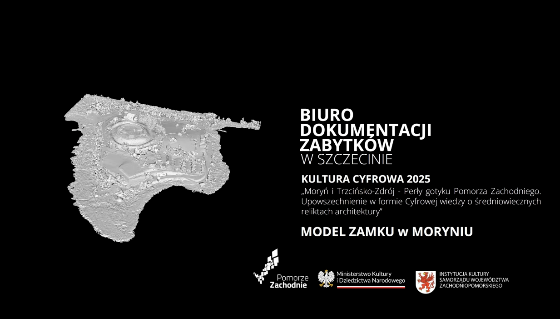 BIURO
DOKUMENTACJI
ZABYTKÓW
W SZCZECINIE
KULTURA CYFROWA 2025
„Moryń i Trzcińsko-Zdrój - Perły gotyku Pomorza Zachodniego.
Upowszechnienie w formie Cyfrowej wiedzy o średniowiecznych
reliktach architektury"
MODEL ZAMKU w MORYNIU
Pomorze
Zachodnie
Ministerstwo Kultury
i Dziedzictwa Narodowego
INSTYTUCJA KULTURY
SAMORZĄDU WOJEWÓDZTWA
ZACHODNIOPOMORSKIEGO